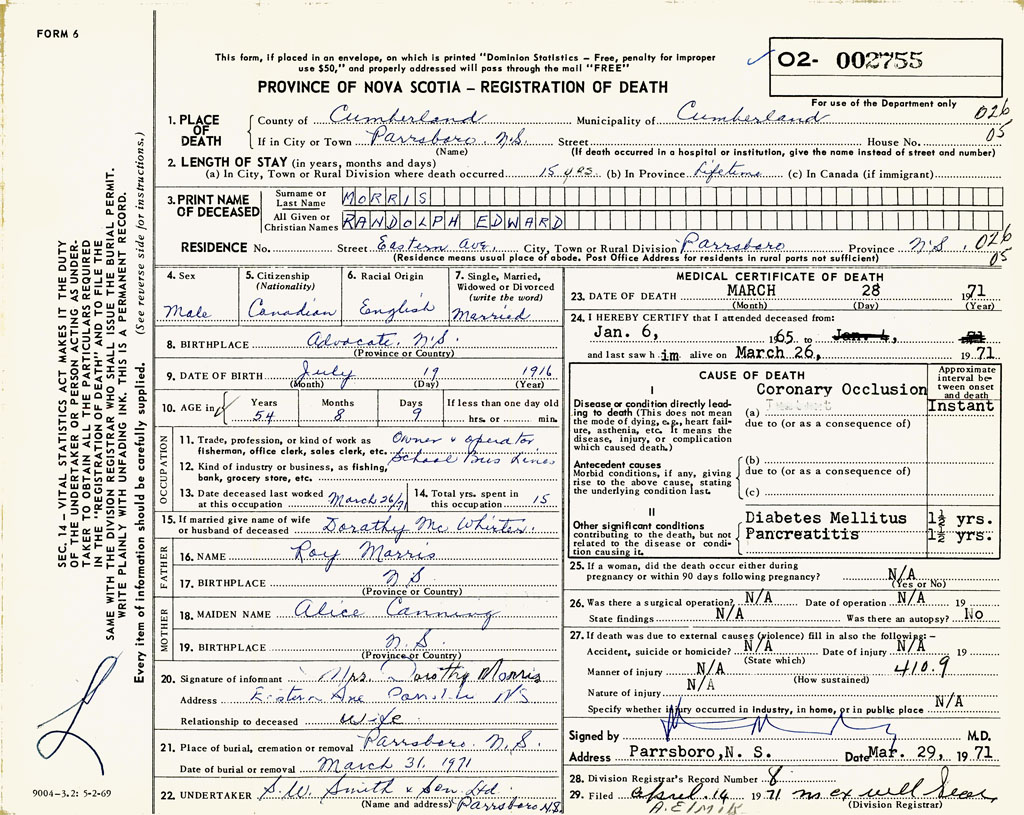 FORM 6
This form, if placed in an envelope, on which is printed "Dominion Statistics – Free, penalty for improper
use $50," and properly addressed will pass through the mail "FREE"
PROVINCE OF NOVA SCOTIA – REGISTRATION OF DEATH
02- 002755
For use of the Department only
026
05
1. PLACE OF DEATH
County of Cumberland Municipality of Cumberland
If in City or Town Parrsboro. N.S. Street House No.
(Name) (If death occurred in a hospital or institution, give the name instead of street and number)
2. LENGTH OF STAY (in years, months and days)
(a) In City, Town or Rural Division where death occurred 15 yrs (b) In Province Lifetime (c) In Canada (if immigrant)
3. PRINT NAME OF DECEASED
Surname or Last Name MORRIS
All Given or Christian Names RANDOLPH EDWARD
RESIDENCE No. Street Eastern Ave, City, Town or Rural Division Parrsboro Province N.S. 026
05
(Residence means usual place of abode. Post Office Address for residents in rural parts not sufficient)
4. Sex
Male
5. Citizenship
(Nationality)
Canadian
6. Racial Origin
English
7. Single, Married,
Widowed or Divorced
(write the word)
Married
8. BIRTHPLACE Advocate. N.S.
(Province or Country)
9. DATE OF BIRTH July 19 1916
(Month) (Day) (Year)
10. AGE in Years Months Days If less than one day old
54 8 9 hrs. or min.
OCCUPATION
11. Trade, profession, or kind of work as Owner & operator
fisherman, office clerk, sales clerk, etc. School Bus Lines
12. Kind of industry or business, as fishing,
bank, grocery store, etc.
13. Date deceased last worked at this occupation March 26/71
14. Total yrs. spent in this occupation 15
15. If married give name of wife or husband of deceased Dorathy Mc Whirter.
FATHER
16. NAME Roy Morris
17. BIRTHPLACE N S.
(Province or Country)
MOTHER
18. MAIDEN NAME Alice Canning
19. BIRTHPLACE N. S.
(Province or Country)
20. Signature of informant Mrs. Dorothy Morris
Address Eastern Ave NS
Relationship to deceased wife
21. Place of burial, cremation or removal Parrsboro. N.S.
Date of burial or removal March 31, 1971
22. UNDERTAKER S.W. Smith & Son Ltd.
(Name and address) Parrsboro N.S.
MEDICAL CERTIFICATE OF DEATH
23. DATE OF DEATH MARCH 28 1971
(Month) (Day) (Year)
24. I HEREBY CERTIFY that I attended deceased from:
Jan. 6, 1965 to
and last saw him alive on March 26, 1971
CAUSE OF DEATH
Approximate interval between onset and death
I
Disease or condition directly leading to death (This does not mean the mode of dying, e.g., heart failure, asthenia, etc. It means the disease, injury, or complication which caused death.)
Coronary Occlusion Instant
(a)
due to (or as a consequence of)
Antecedent causes
Morbid conditions, if any, giving rise to the above cause, stating the underlying condition last.
(b)
due to (or as a consequence of)
(c)
II
Other significant conditions contributing to the death, but not related to the disease or condition causing it.
Diabetes Mellitus 1½ yrs.
Pancreatitis 1½ yrs.
25. If a woman, did the death occur either during
pregnancy or within 90 days following pregnancy? N/A
(Yes or No)
26. Was there a surgical operation? N/A Date of operation N/A 19
State findings N/A Was there an autopsy? No
27. If death was due to external causes (violence) fill in also the following: –
Accident, suicide or homicide? N/A Date of injury N/A 19
(State which)
Manner of injury N/A 410.9
(How sustained)
Nature of injury N/A
Specify whether injury occurred in industry, in home, or in public place N/A
Signed by M.D.
Address Parrsboro, N. S. Date Mar. 29, 1971
28. Division Registrar's Record Number 8
29. Filed April 14 1971
(Division Registrar)
SEC. 14 – VITAL STATISTICS ACT MAKES IT THE DUTY
OF THE UNDERTAKER OR PERSON ACTING AS UNDER-
TAKER TO OBTAIN ALL THE PARTICULARS REQUIRED
IN THE "REGISTRATION OF DEATH" AND TO FILE THE
SAME WITH THE DIVISION REGISTRAR WHO SHALL ISSUE THE BURIAL PERMIT.
WRITE PLAINLY WITH UNFADING INK. THIS IS A PERMANENT RECORD.
Every item of information should be carefully supplied. (See reverse side for instructions.)
9004-3.2: 5-2-69